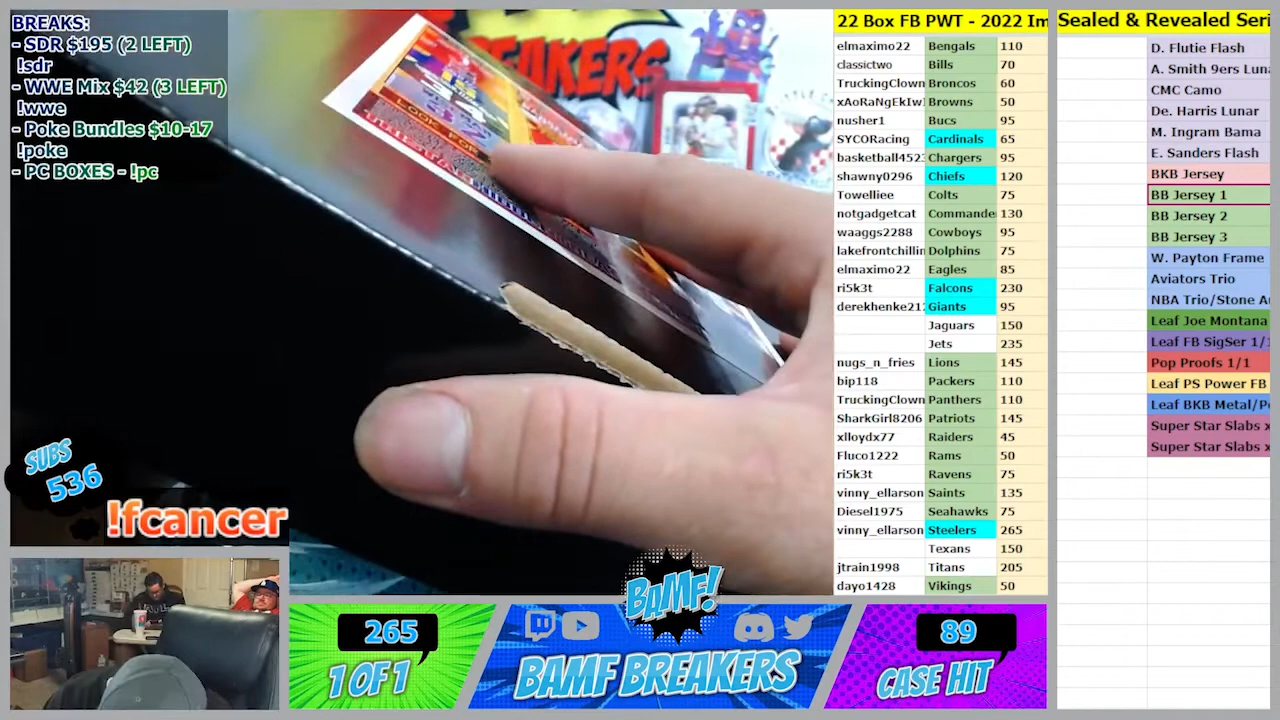 BREAKS:
- SDR $195 (2 LEFT)
!sdr
- WWE Mix $42 (3 LEFT)
!wwe
- Poke Bundles $10-17
!poke
- PC BOXES - !pc
SUBS
536
!fcancer
LOOK FOR
22 Box FB PWT - 2022 Im
elmaximo22 Bengals 110
classictwo Bills 70
TruckingClown Broncos 60
xAoRaNgEkIw Browns 50
nusher1 Bucs 95
SYCORacing Cardinals 65
basketball452 Chargers 95
shawny0296 Chiefs 120
Towelliee Colts 75
notgadgetcat Commande 130
waaggs2288 Cowboys 95
lakefrontchillin Dolphins 75
elmaximo22 Eagles 85
ri5k3t Falcons 230
derekhenke21 Giants 95
Jaguars 150
Jets 235
nugs_n_fries Lions 145
bip118 Packers 110
TruckingClown Panthers 110
SharkGirl8206 Patriots 145
xlloydx77 Raiders 45
Fluco1222 Rams 50
ri5k3t Ravens 75
vinny_ellarson Saints 135
Diesel1975 Seahawks 75
vinny_ellarson Steelers 265
Texans 150
jtrain1998 Titans 205
dayo1428 Vikings 50
Sealed & Revealed Seri
D. Flutie Flash
A. Smith 9ers Luna
CMC Camo
De. Harris Lunar
M. Ingram Bama
E. Sanders Flash
BKB Jersey
BB Jersey 1
BB Jersey 2
BB Jersey 3
W. Payton Frame
Aviators Trio
NBA Trio/Stone A
Leaf Joe Montana
Leaf FB SigSer 1/
Pop Proofs 1/1
Leaf PS Power FB
Leaf BKB Metal/P
Super Star Slabs x
Super Star Slabs x
265
1 OF 1
BAMF!
BAMF BREAKERS
89
CASE HIT